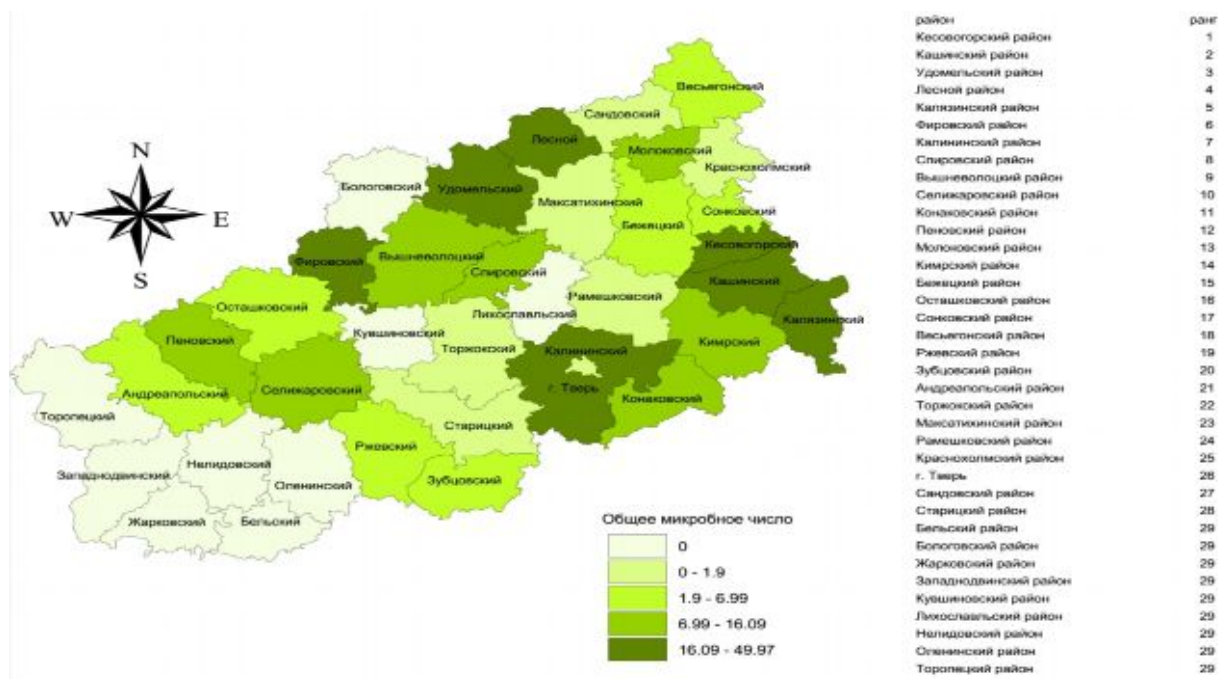 район ранг
Кесовогорский район 1
Кашинский район 2
Удомельский район 3
Лесной район 4
Калязинский район 5
Фировский район 6
Калининский район 7
Спировский район 8
Вышневолоцкий район 9
Селижаровский район 10
Конаковский район 11
Пеновский район 12
Молоковский район 13
Кимрский район 14
Бежецкий район 15
Осташковский район 16
Сонковский район 17
Весьегонский район 18
Ржевский район 19
Зубцовский район 20
Андреапольский район 21
Торжокский район 22
Максатихинский район 23
Рамешковский район 24
Краснохолмский район 25
г. Тверь 26
Сандовский район 27
Старицкий район 28
Бельский район 29
Бологовский район 29
Жарковский район 29
Западнодвинский район 29
Кувшиновский район 29
Лихославльский район 29
Нелидовский район 29
Оленинский район 29
Торопецкий район 29
N
W
E
S
Весьегонский
Сандовский
Лесной
Молоковский
Краснохолмский
Бологовский
Удомельский
Максатихинский
Сонковский
Бежецкий
Кесовогорский
Фировский
Вышневолоцкий
Спировский
Кашинский
Рамешковский
Осташковский
Лихославльский
Калязинский
Кувшиновский
Пеновский
Торжокский
Калининский
Кимрский
г. Тверь
Селижаровский
Андреапольский
Конаковский
Торопецкий
Старицкий
Ржевский
Нелидовский
Западнодвинский
Оленинский
Зубцовский
Жарковский
Бельский
Общее микробное число
0
0 - 1.9
1.9 - 6.99
6.99 - 16.09
16.09 - 49.97